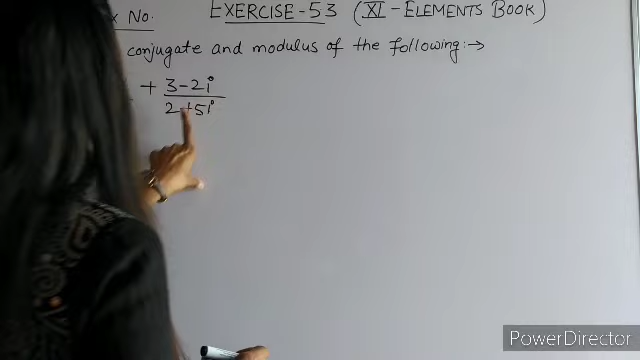 x No.
EXERCISE-53 (XI-ELEMENTS BOOK)
conjugate and modulus of the following:→
+ 3-2i
2+5i
PowerDirector